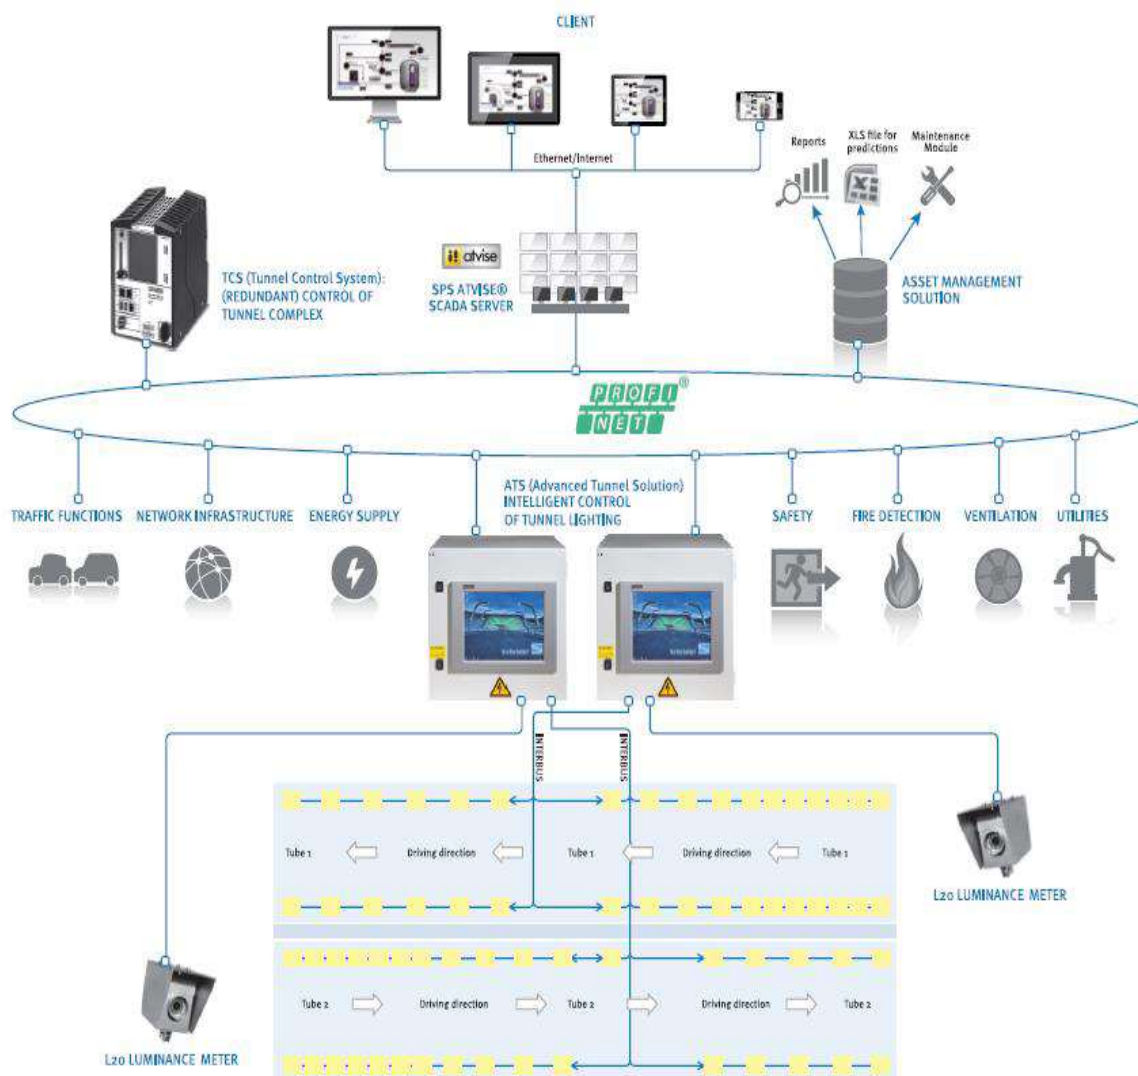 CLIENT
Ethernet/Internet
Reports
XLS file for
predictions
Maintenance
Module
atvise
SPS ATVISE®
SCADA SERVER
TCS (Tunnel Control System):
(REDUNDANT) CONTROL OF
TUNNEL COMPLEX
ASSET MANAGEMENT
SOLUTION
PROFI®
NET
TRAFFIC FUNCTIONS
NETWORK INFRASTRUCTURE
ENERGY SUPPLY
ATS (Advanced Tunnel Solution)
INTELLIGENT CONTROL
OF TUNNEL LIGHTING
SAFETY
FIRE DETECTION
VENTILATION
UTILITIES
INTERBUS
INTERBUS
Tube 1
Driving direction
Tube 1
Driving direction
Tube 1
L20 LUMINANCE METER
Tube 2
Driving direction
Tube 2
Driving direction
Tube 2
L20 LUMINANCE METER